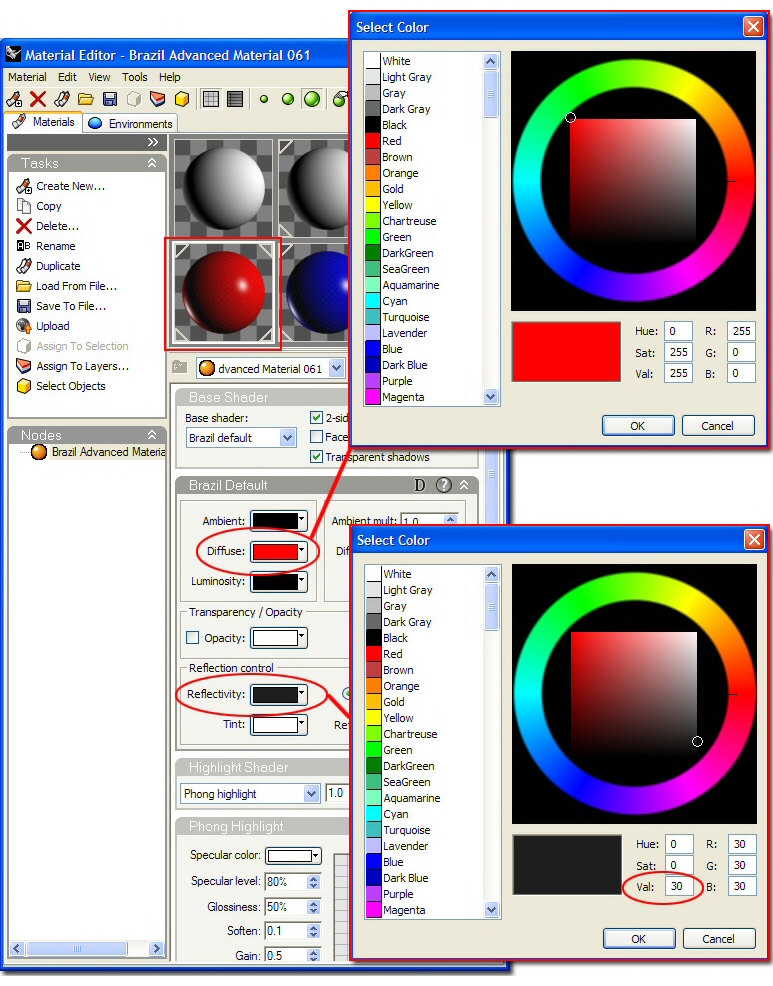 Material Editor - Brazil Advanced Material 061
Material Edit View Tools Help
Materials
Environments
Tasks
Create New...
Copy
Delete...
Rename
Duplicate
Load From File...
Save To File...
Upload
Assign To Selection
Assign To Layers...
Select Objects
Nodes
Brazil Advanced Materia
dvanced Material 061
Base Shader
Base shader:
Brazil default
2-sid
Face
Transparent shadows
Brazil Default
D ?
Ambient:
Ambient mult: 1.0
Diffuse:
Dif
Luminosity:
Transparency / Opacity
Opacity:
Reflection control
Reflectivity:
Tint:
Ref
Highlight Shader
Phong highlight
1.0
Phong Highlight
Specular color:
Specular level: 80%
Glossiness: 50%
Soften: 0.1
Gain: 0.5
Select Color
White
Light Gray
Gray
Dark Gray
Black
Red
Brown
Orange
Gold
Yellow
Chartreuse
Green
DarkGreen
SeaGreen
Aquamarine
Cyan
Turquoise
Lavender
Blue
Dark Blue
Purple
Magenta
Hue: 0 R: 255
Sat: 255 G: 0
Val: 255 B: 0
OK Cancel
Select Color
White
Light Gray
Gray
Dark Gray
Black
Red
Brown
Orange
Gold
Yellow
Chartreuse
Green
DarkGreen
SeaGreen
Aquamarine
Cyan
Turquoise
Lavender
Blue
Dark Blue
Purple
Magenta
Hue: 0 R: 30
Sat: 0 G: 30
Val: 30 B: 30
OK Cancel